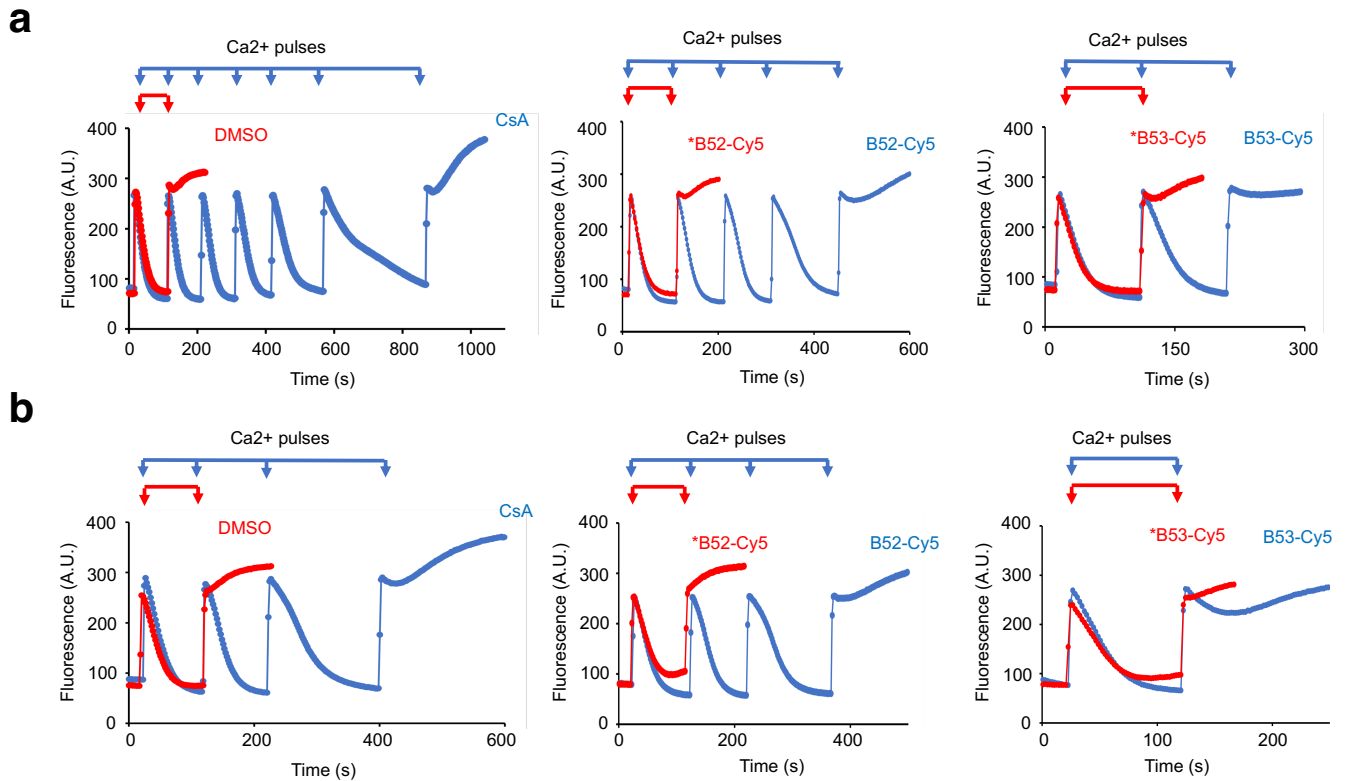 a
Ca2+ pulses
DMSO
CsA
Fluorescence (A.U.)
400
300
200
100
0
0 200 400 600 800 1000
Time (s)
Ca2+ pulses
*B52-Cy5
B52-Cy5
Fluorescence (A.U.)
400
300
200
100
0
0 200 400 600
Time (s)
Ca2+ pulses
*B53-Cy5
B53-Cy5
Fluorescence (A.U.)
400
300
200
100
0
0 150 300
Time (s)
b
Ca2+ pulses
DMSO
CsA
Fluorescence (A.U.)
400
300
200
100
0
0 200 400 600
Time (s)
Ca2+ pulses
*B52-Cy5
B52-Cy5
Fluorescence (A.U.)
400
300
200
100
0
0 200 400
Time (s)
Ca2+ pulses
*B53-Cy5
B53-Cy5
Fluorescence (A.U.)
400
300
200
100
0
0 100 200
Time (s)